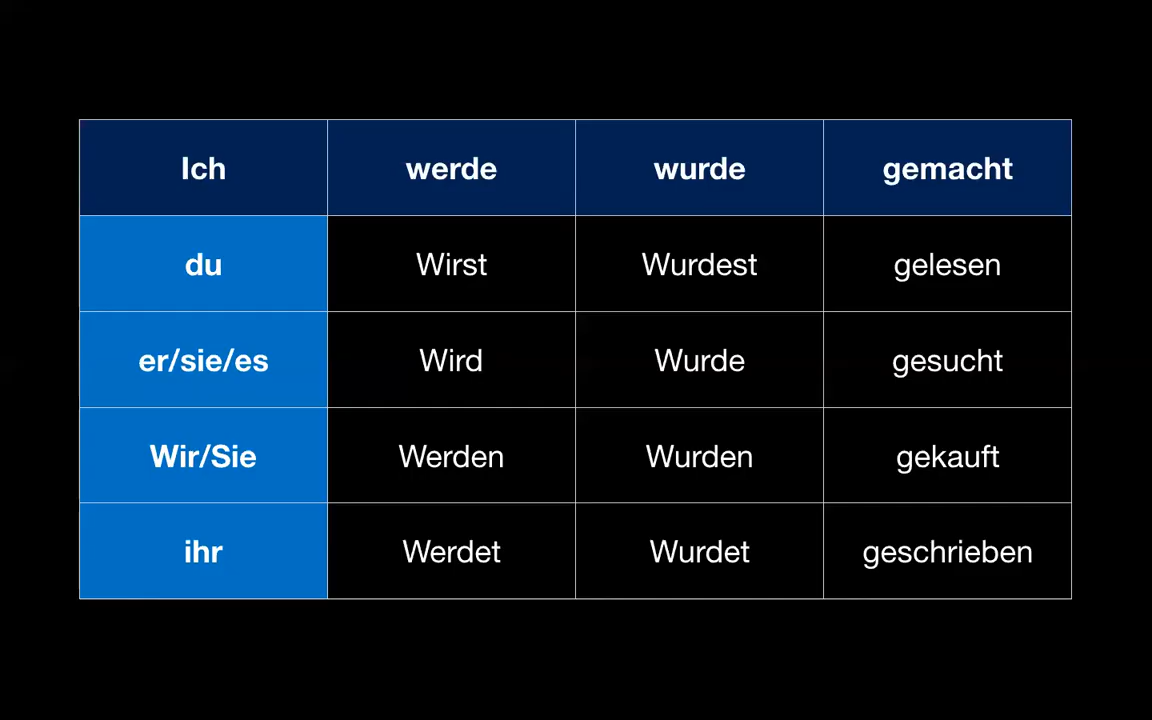 Ich werde wurde gemacht
du Wirst Wurdest gelesen
er/sie/es Wird Wurde gesucht
Wir/Sie Werden Wurden gekauft
ihr Werdet Wurdet geschrieben